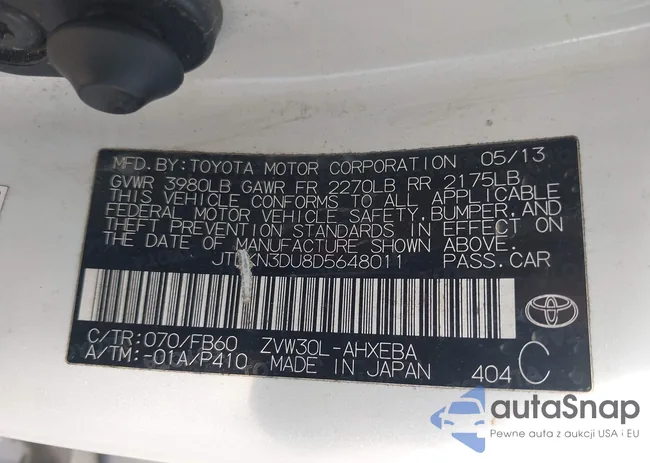 MFD. BY: TOYOTA MOTOR CORPORATION 05/13
GVWR 3980LB GAWR FR 2270LB RR 2175LB
THIS VEHICLE CONFORMS TO ALL APPLICABLE
FEDERAL MOTOR VEHICLE SAFETY, BUMPER, AND
THEFT PREVENTION STANDARDS IN EFFECT ON
THE DATE OF MANUFACTURE SHOWN ABOVE.
PASS. CAR
C/TR: 070/FB60 ZVW30L-AHXEBA
A/TM: -01A/P410 MADE IN JAPAN 404 C
autaSnap
Pewne auta z aukcji USA i EU